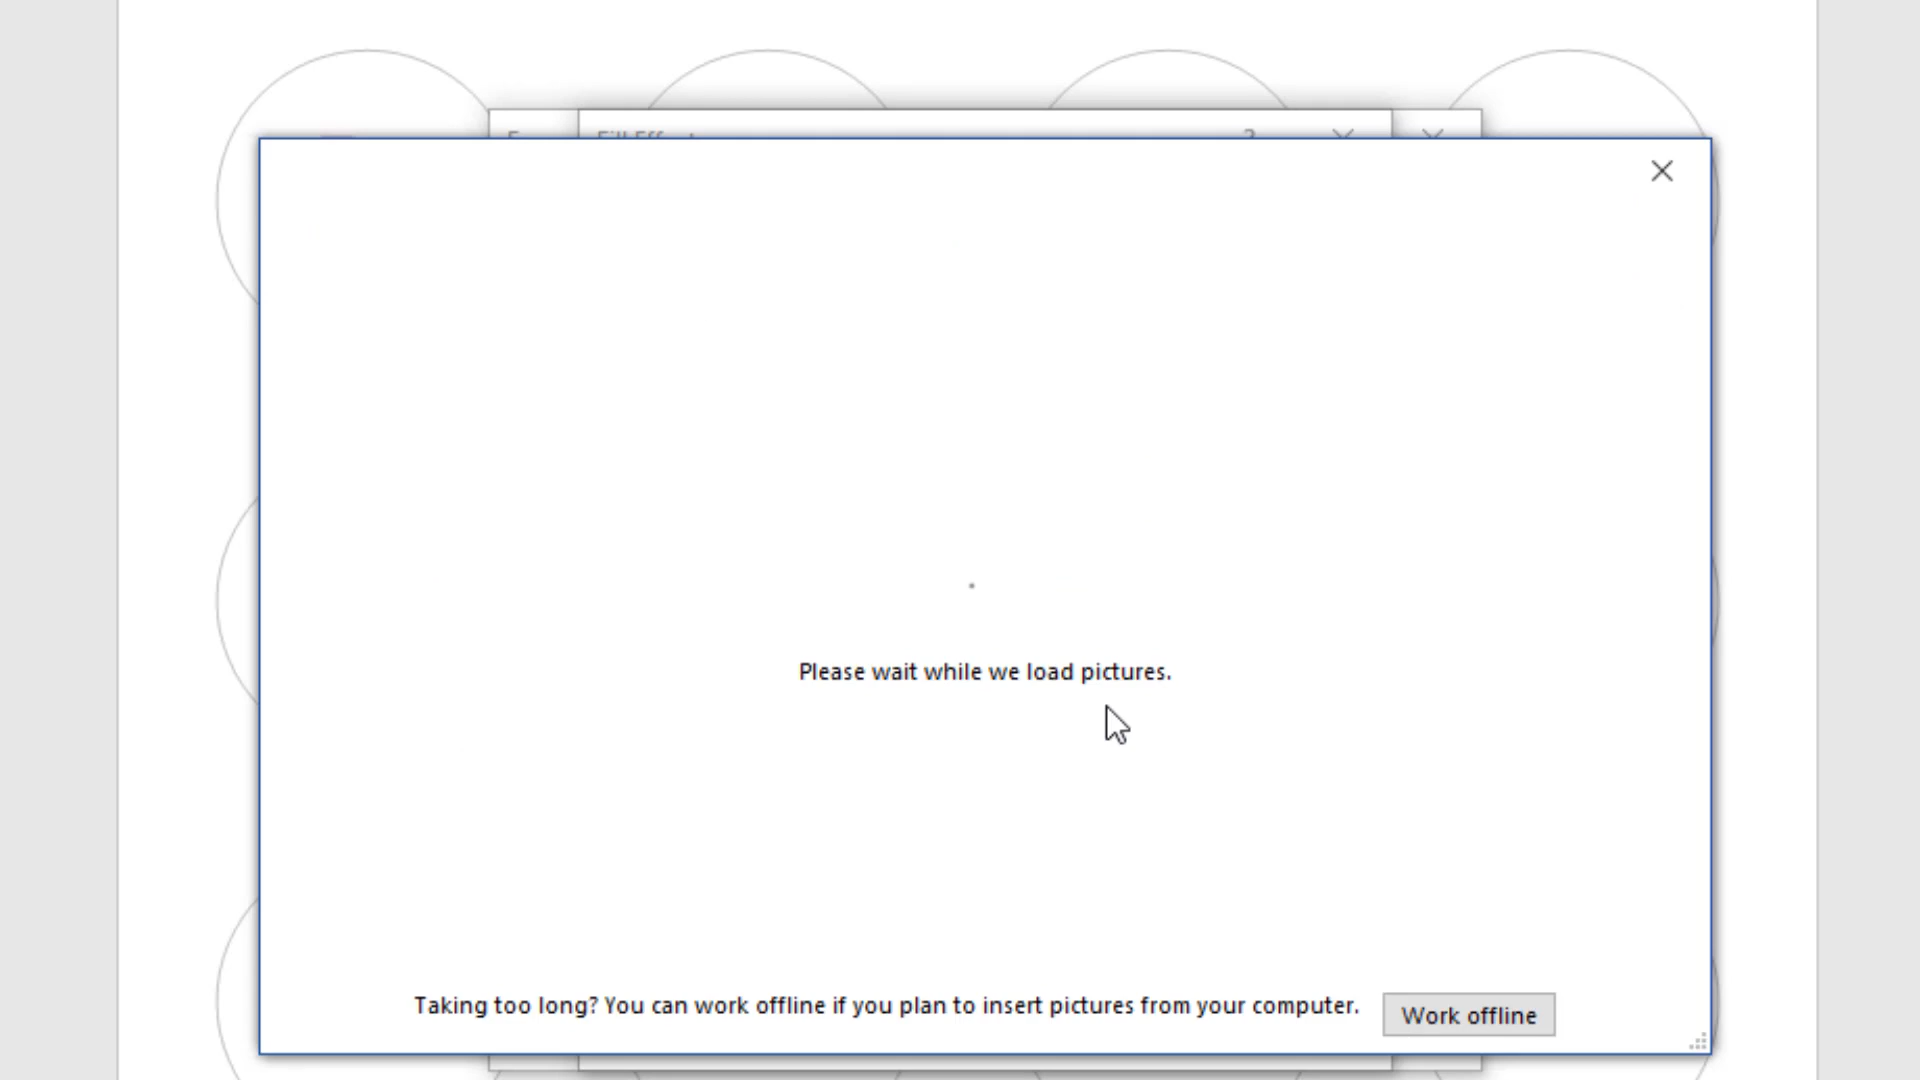 Please wait while we load pictures.
Taking too long? You can work offline if you plan to insert pictures from your computer.
Work offline